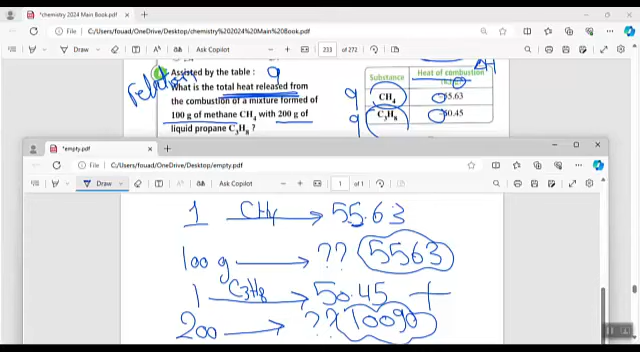 *chemistry 2024 Main Book.pdf
File C:/Users/fouad/OneDrive/Desktop/chemistry%202024%20Main%20Book.pdf
Draw Ask Copilot 233 of 272
relation
Assisted by the table : q
What is the total heat released from
the combustion of a mixture formed of
100 g of methane CH4 with 200 g of
liquid propane C3H8 ?
ΔH
Substance Heat of combustion
q CH4 -55.63
q C3H8 -50.45
*empty.pdf
File C:/Users/fouad/OneDrive/Desktop/empty.pdf
Draw Ask Copilot 1 of 1
1 CH4 55.63
100 g ?? 5563
1 C3H8 50.45 +
200 ?? 10090